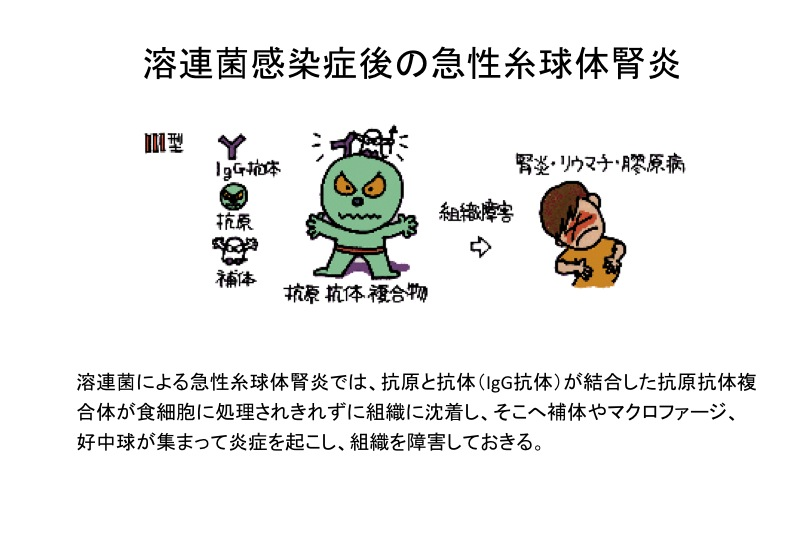 溶連菌感染症後の急性糸球体腎炎
III型
IgG抗体
抗原
補体
抗原 抗体 複合物
組織障害
腎炎・リウマチ・膠原病
溶連菌による急性糸球体腎炎では、抗原と抗体（IgG抗体）が結合した抗原抗体複
合体が食細胞に処理されきれずに組織に沈着し、そこへ補体やマクロファージ、
好中球が集まって炎症を起こし、組織を障害しておきる。